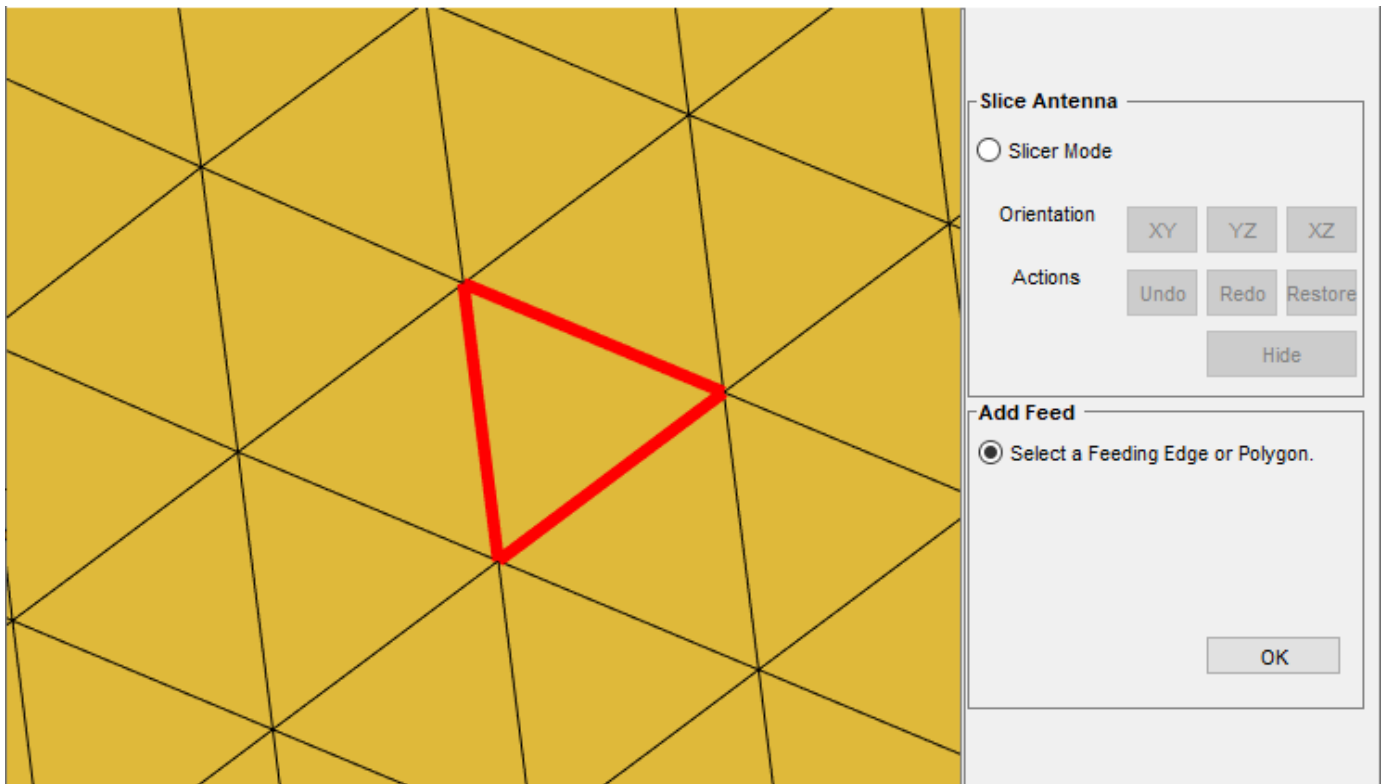 Slice Antenna
Slicer Mode
Orientation
XY YZ XZ
Actions
Undo Redo Restore
Hide
Add Feed
Select a Feeding Edge or Polygon.
OK